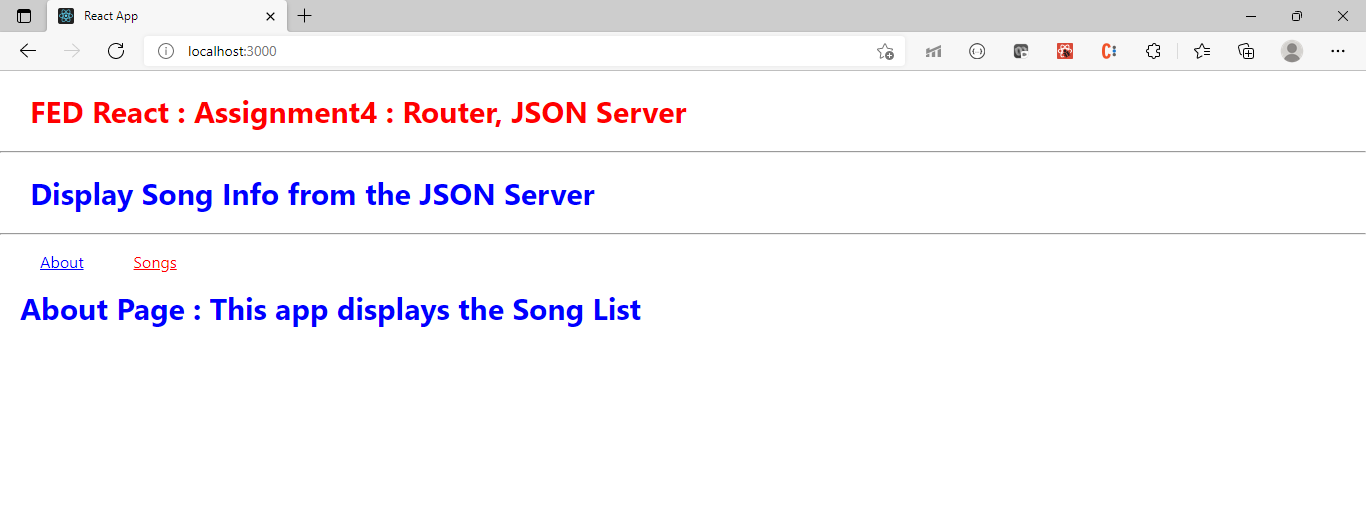 React App
localhost:3000
FED React : Assignment4 : Router, JSON Server
Display Song Info from the JSON Server
About Songs
About Page : This app displays the Song List